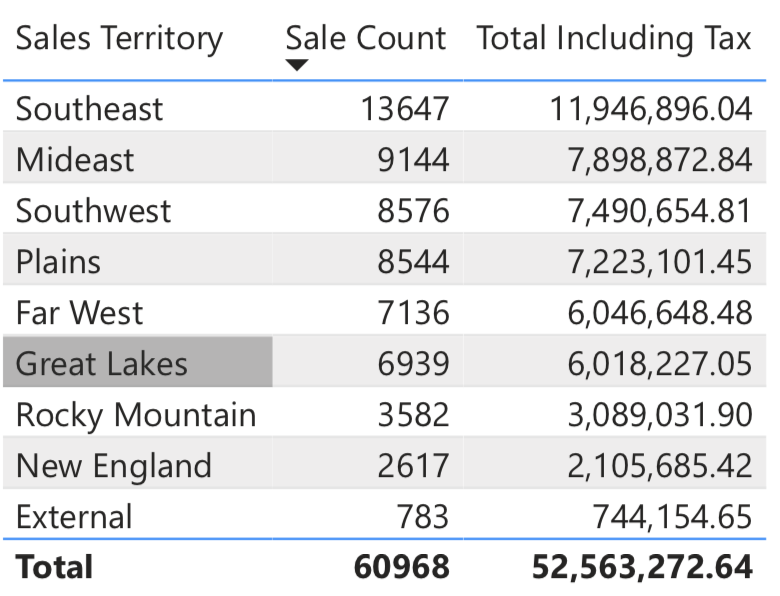 Sales Territory Sale Count Total Including Tax
Southeast 13647 11,946,896.04
Mideast 9144 7,898,872.84
Southwest 8576 7,490,654.81
Plains 8544 7,223,101.45
Far West 7136 6,046,648.48
Great Lakes 6939 6,018,227.05
Rocky Mountain 3582 3,089,031.90
New England 2617 2,105,685.42
External 783 744,154.65
Total 60968 52,563,272.64